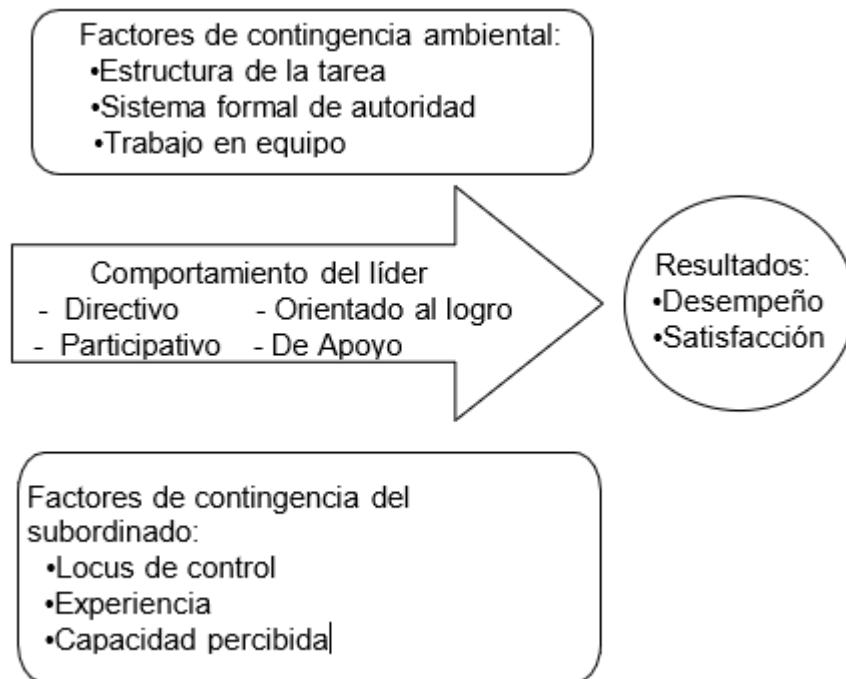 Factores de contingencia ambiental:
•Estructura de la tarea
•Sistema formal de autoridad
•Trabajo en equipo
Comportamiento del líder
- Directivo - Orientado al logro
- Participativo - De Apoyo
Resultados:
•Desempeño
•Satisfacción
Factores de contingencia del
subordinado:
•Locus de control
•Experiencia
•Capacidad percibida